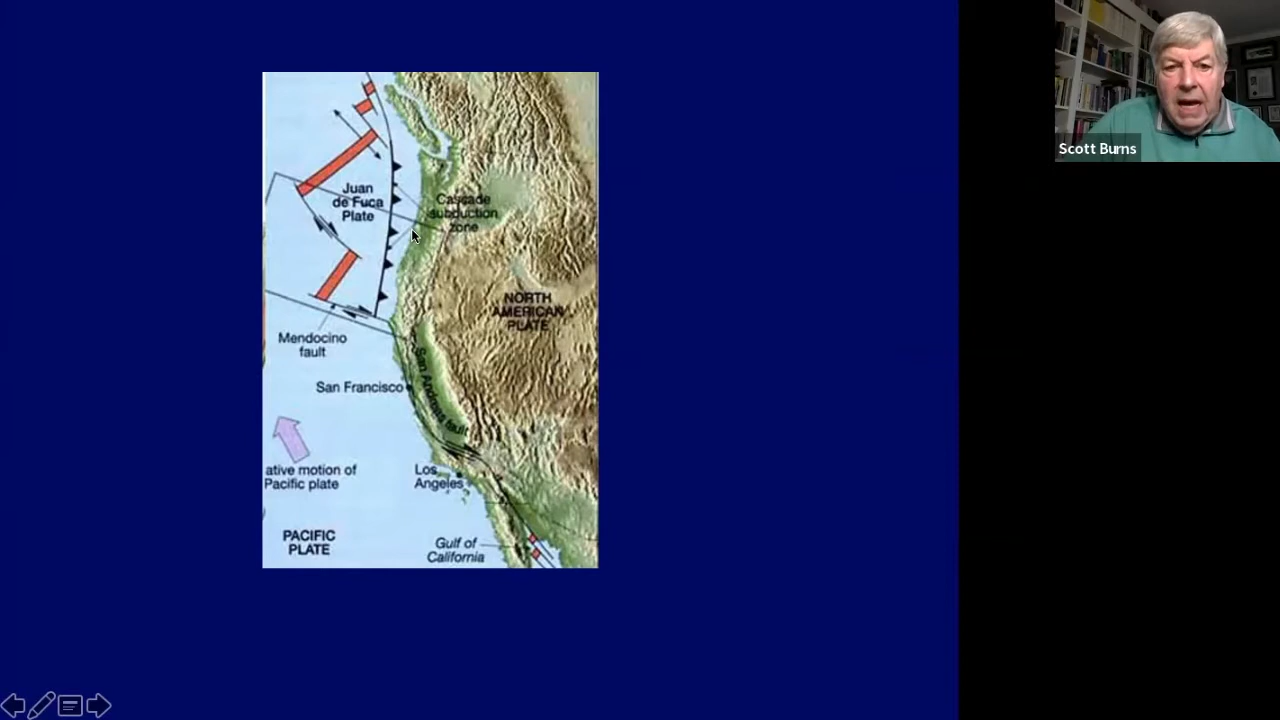 Scott Burns
Juan
de Fuca
Plate
Cascade
subduction
zone
NORTH
AMERICAN
PLATE
Mendocino
fault
San Francisco
San Andreas fault
ative motion of
Pacific plate
Los
Angeles
PACIFIC
PLATE
Gulf of
California